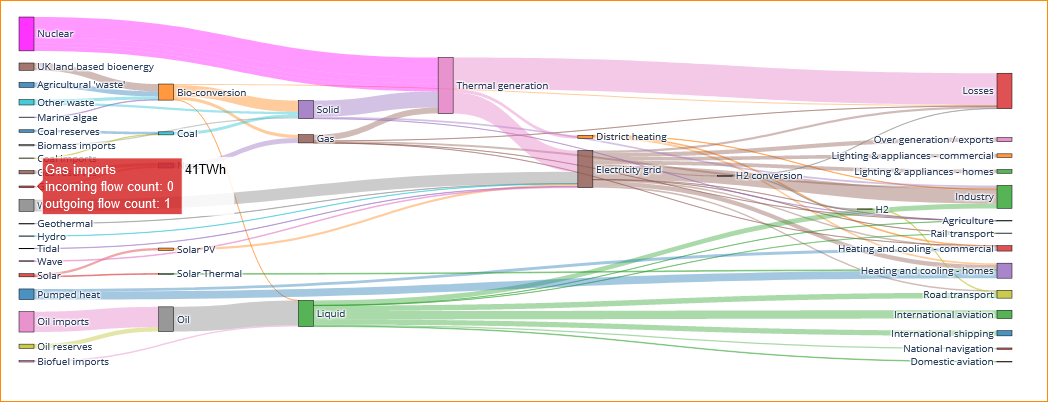 Nuclear
UK land based bioenergy
Agricultural 'waste'
Other waste
Marine algae
Coal reserves
Biomass imports
Coal imports
Gas imports
incoming flow count: 0
outgoing flow count: 1
41TWh
Geothermal
Hydro
Tidal
Wave
Solar
Pumped heat
Oil imports
Oil reserves
Biofuel imports
Bio-conversion
Coal
Solar PV
Solar Thermal
Oil
Solid
Gas
Liquid
Thermal generation
District heating
Electricity grid
H2 conversion
H2
Losses
Over generation / exports
Lighting & appliances - commercial
Lighting & appliances - homes
Industry
Agriculture
Rail transport
Heating and cooling - commercial
Heating and cooling - homes
Road transport
International aviation
International shipping
National navigation
Domestic aviation